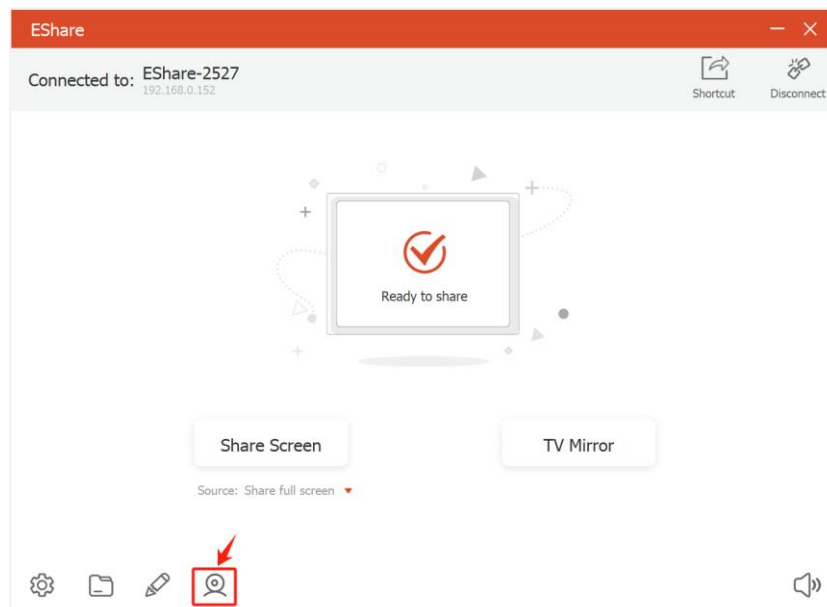 EShare
Connected to: EShare-2527
192.168.0.152
Shortcut
Disconnect
Ready to share
Share Screen
TV Mirror
Source: Share full screen